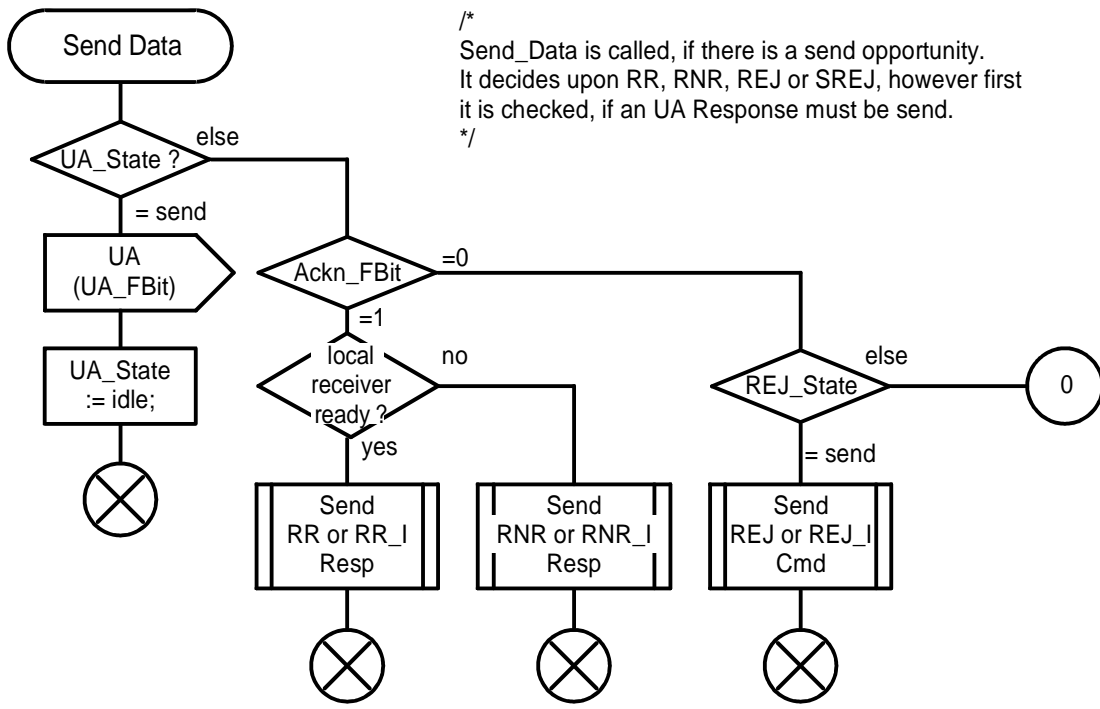 Send Data
/*
Send_Data is called, if there is a send opportunity.
It decides upon RR, RNR, REJ or SREJ, however first
it is checked, if an UA Response must be send.
*/
UA_State ?
else
= send
UA
(UA_FBit)
UA_State
:= idle;
Ackn_FBit
=0
=1
local
receiver
ready ?
no
yes
Send
RR or RR_I
Resp
Send
RNR or RNR_I
Resp
REJ_State
else
0
= send
Send
REJ or REJ_I
Cmd